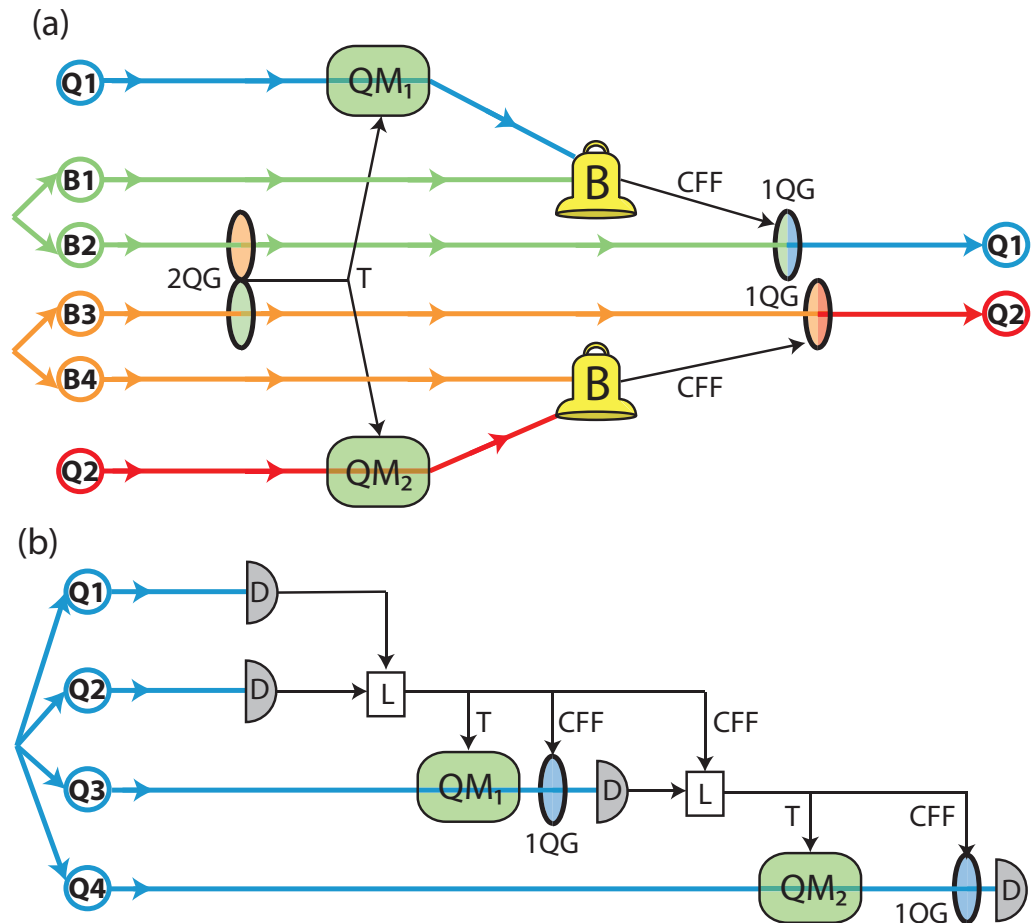 (a)
Q1
QM₁
B1
B
CFF
1QG
B2
Q1
2QG
T
1QG
B3
Q2
B4
B
CFF
Q2
QM₂
(b)
Q1
D
Q2
D
L
T
CFF
CFF
Q3
QM₁
D
L
1QG
T
CFF
Q4
QM₂
D
1QG